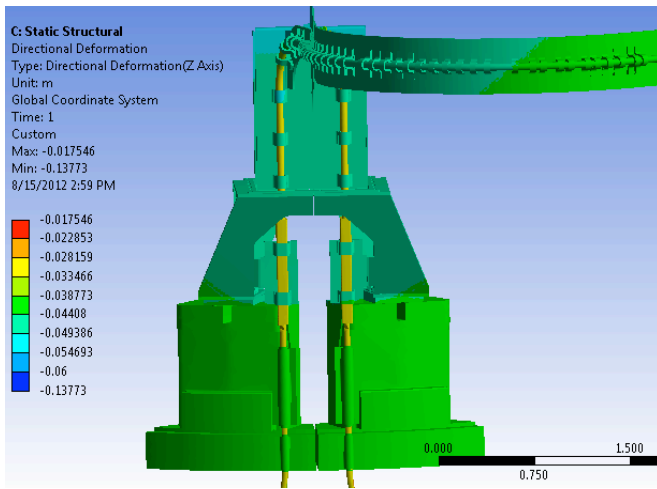 C: Static Structural
Directional Deformation
Type: Directional Deformation(Z Axis)
Unit: m
Global Coordinate System
Time: 1
Custom
Max: -0.017546
Min: -0.13773
8/15/2012 2:59 PM
-0.017546
-0.022853
-0.028159
-0.033466
-0.038773
-0.04408
-0.049386
-0.054693
-0.06
-0.13773
0.000
1.500
0.750